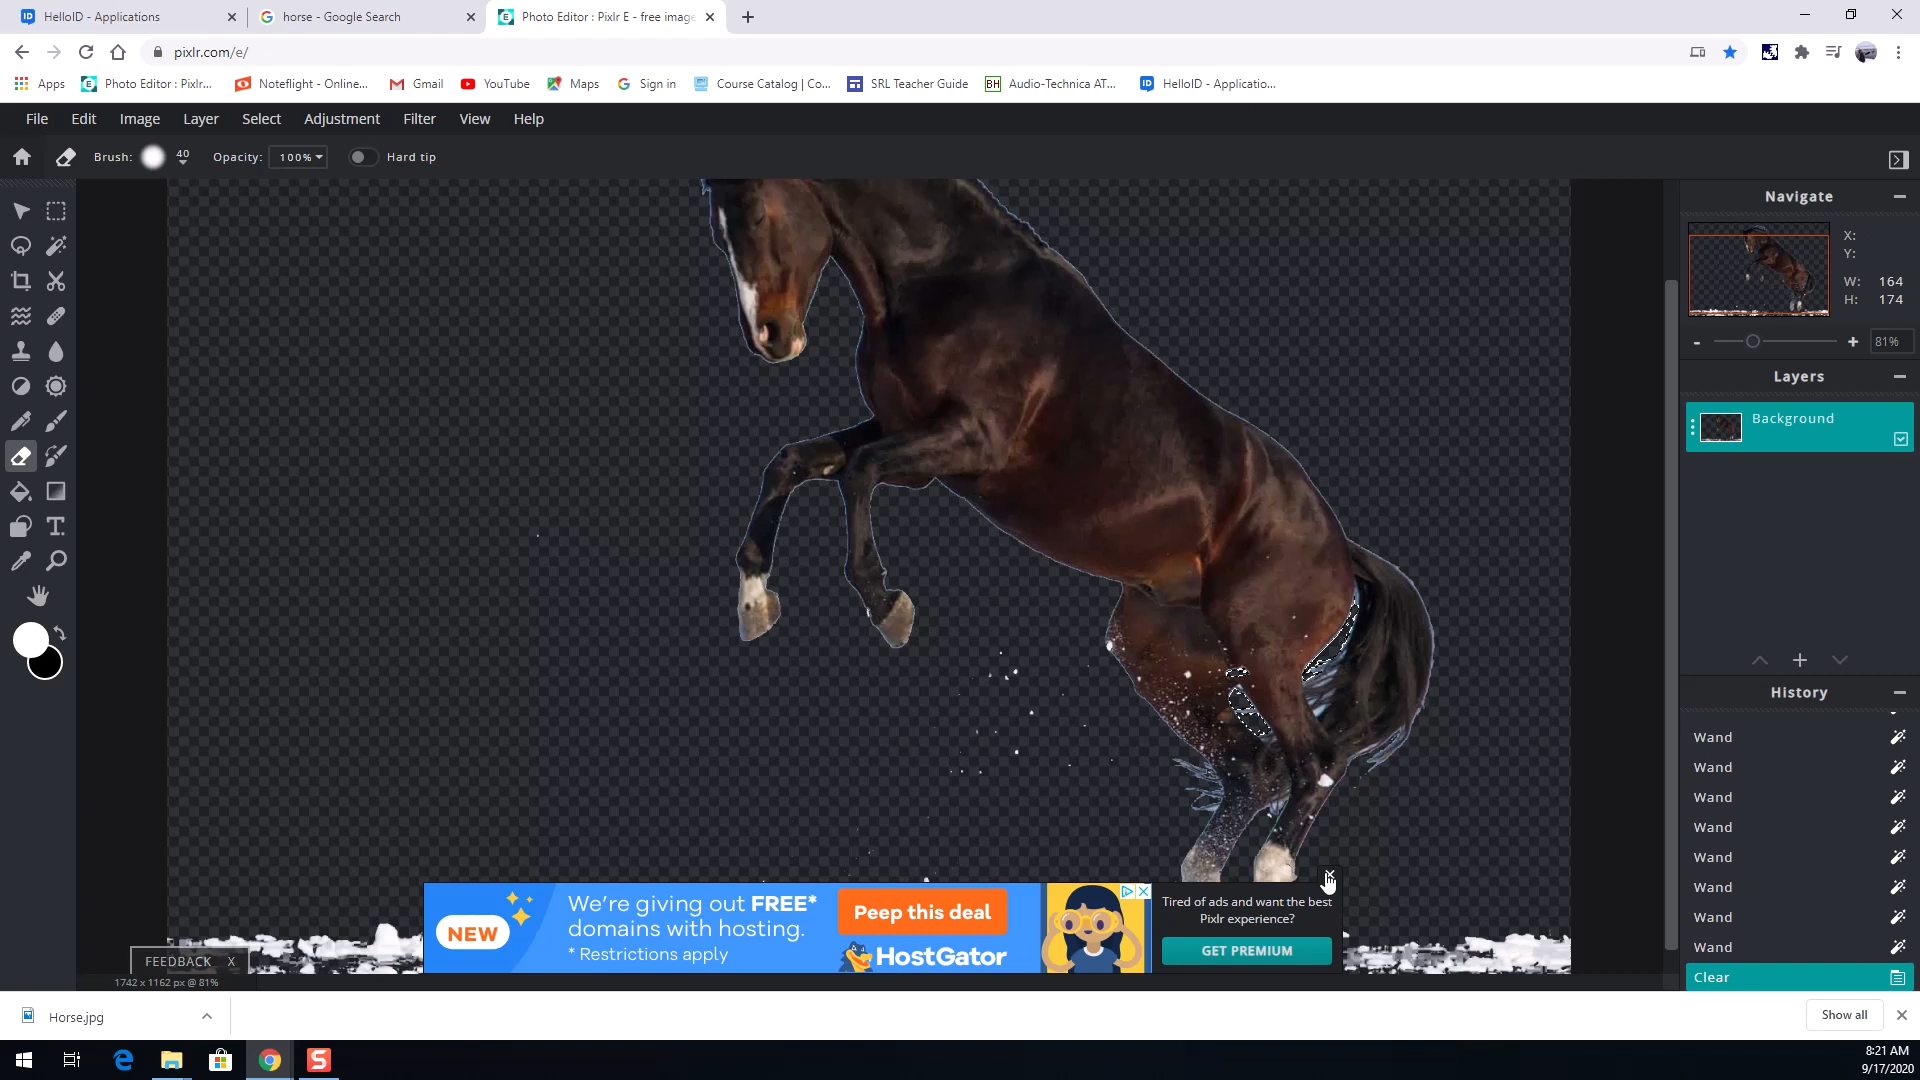 HelloID - Applications
horse - Google Search
Photo Editor : Pixlr E - free image
pixlr.com/e/
Apps
Photo Editor : Pixlr...
Noteflight - Online...
Gmail
YouTube
Maps
Sign in
Course Catalog | Co...
SRL Teacher Guide
BH Audio-Technica AT...
HelloID - Applicatio...
File Edit Image Layer Select Adjustment Filter View Help
Brush: 40 Opacity: 100% Hard tip
Navigate
X:
Y:
W: 164
H: 174
- + 81%
Layers
Background
History
Wand
Wand
Wand
Wand
Wand
Wand
Wand
Wand
Clear
NEW
We're giving out FREE*
domains with hosting.
* Restrictions apply
Peep this deal
HostGator
Tired of ads and want the best
Pixlr experience?
GET PREMIUM
FEEDBACK X
1742 x 1162 px @ 81%
Horse.jpg
Show all
8:21 AM
9/17/2020